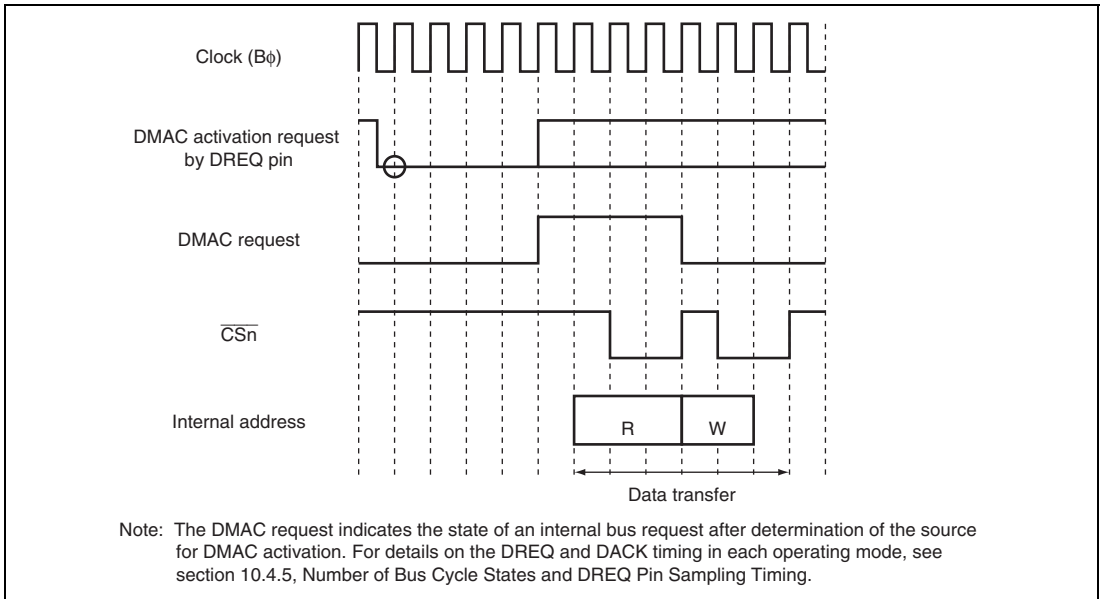 Clock (Bϕ)
DMAC activation request
by DREQ pin
DMAC request
CSn
Internal address
R
W
Data transfer
Note: The DMAC request indicates the state of an internal bus request after determination of the source
for DMAC activation. For details on the DREQ and DACK timing in each operating mode, see
section 10.4.5, Number of Bus Cycle States and DREQ Pin Sampling Timing.